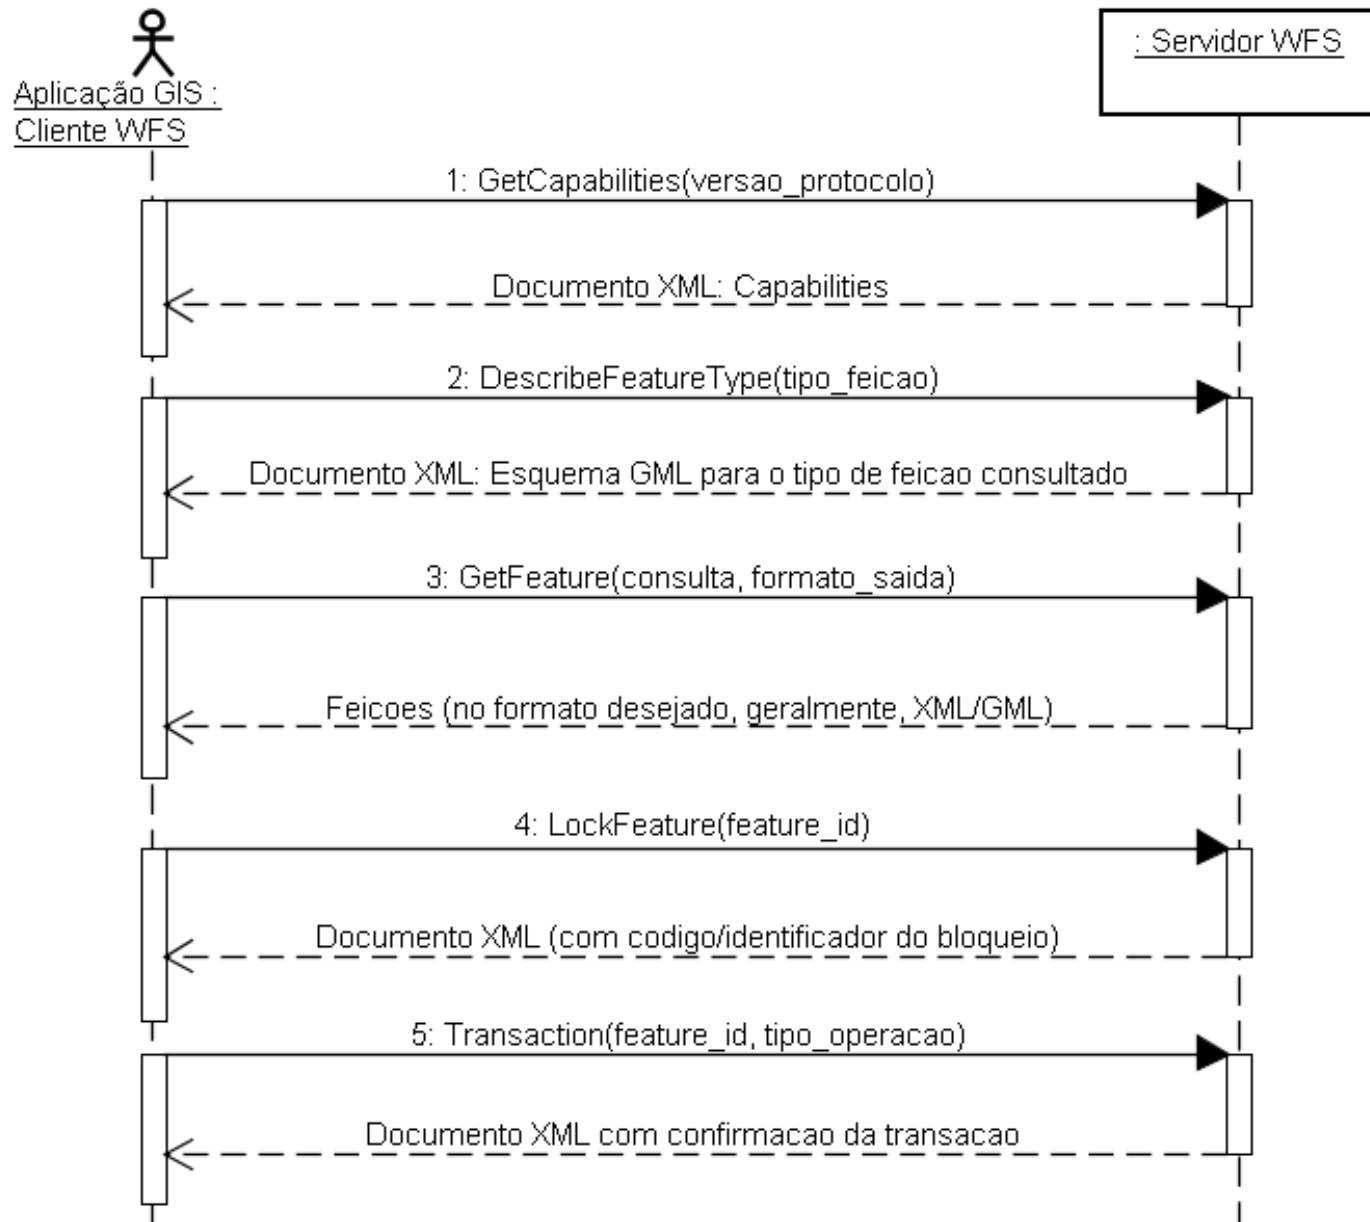 Aplicação GIS :
Cliente WFS
: Servidor WFS
1: GetCapabilities(versao_protocolo)
Documento XML: Capabilities
2: DescribeFeatureType(tipo_feicao)
Documento XML: Esquema GML para o tipo de feicao consultado
3: GetFeature(consulta, formato_saida)
Feicoes (no formato desejado, geralmente, XML/GML)
4: LockFeature(feature_id)
Documento XML (com codigo/identificador do bloqueio)
5: Transaction(feature_id, tipo_operacao)
Documento XML com confirmacao da transacao